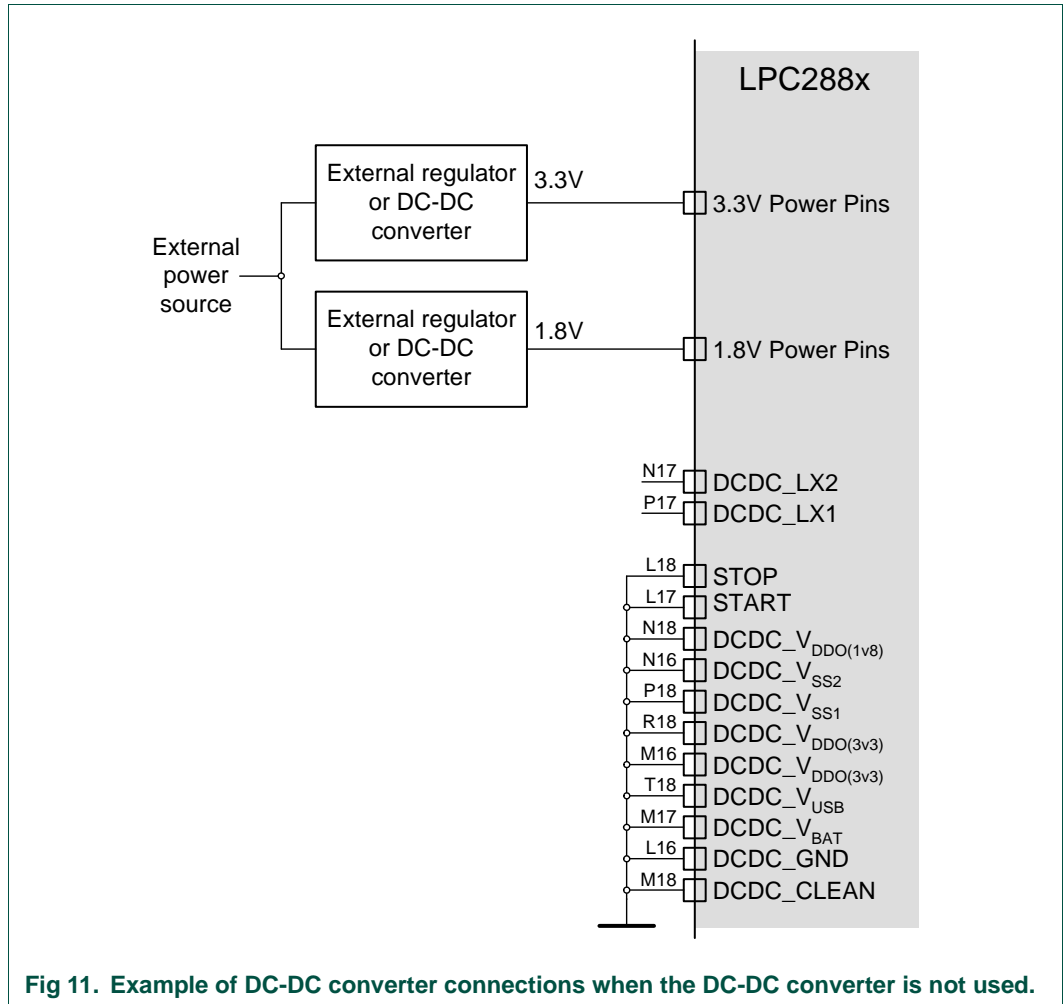 LPC288x
External regulator
or DC-DC
converter
3.3V
3.3V Power Pins
External
power
source
External regulator
or DC-DC
converter
1.8V
1.8V Power Pins
N17 DCDC_LX2
P17 DCDC_LX1
L18 STOP
L17 START
N18 DCDC_VDDO(1v8)
N16 DCDC_VSS2
P18 DCDC_VSS1
R18 DCDC_VDDO(3v3)
M16 DCDC_VDDO(3v3)
T18 DCDC_VUSB
M17 DCDC_VBAT
L16 DCDC_GND
M18 DCDC_CLEAN
Fig 11. Example of DC-DC converter connections when the DC-DC converter is not used.